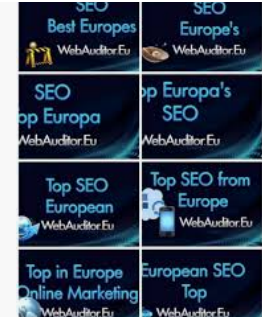 SEO
Best Europes
WebAuditor.Eu
SEO
Europe's
WebAuditor.Eu
SEO
op Europa
WebAuditor.Eu
op Europa's
SEO
WebAuditor.Eu
Top SEO
European
WebAuditor.Eu
Top SEO from
Europe
WebAuditor.Eu
Top in Europe
Online Marketing
WebAuditor.Eu
European SEO
Top
WebAuditor.Eu